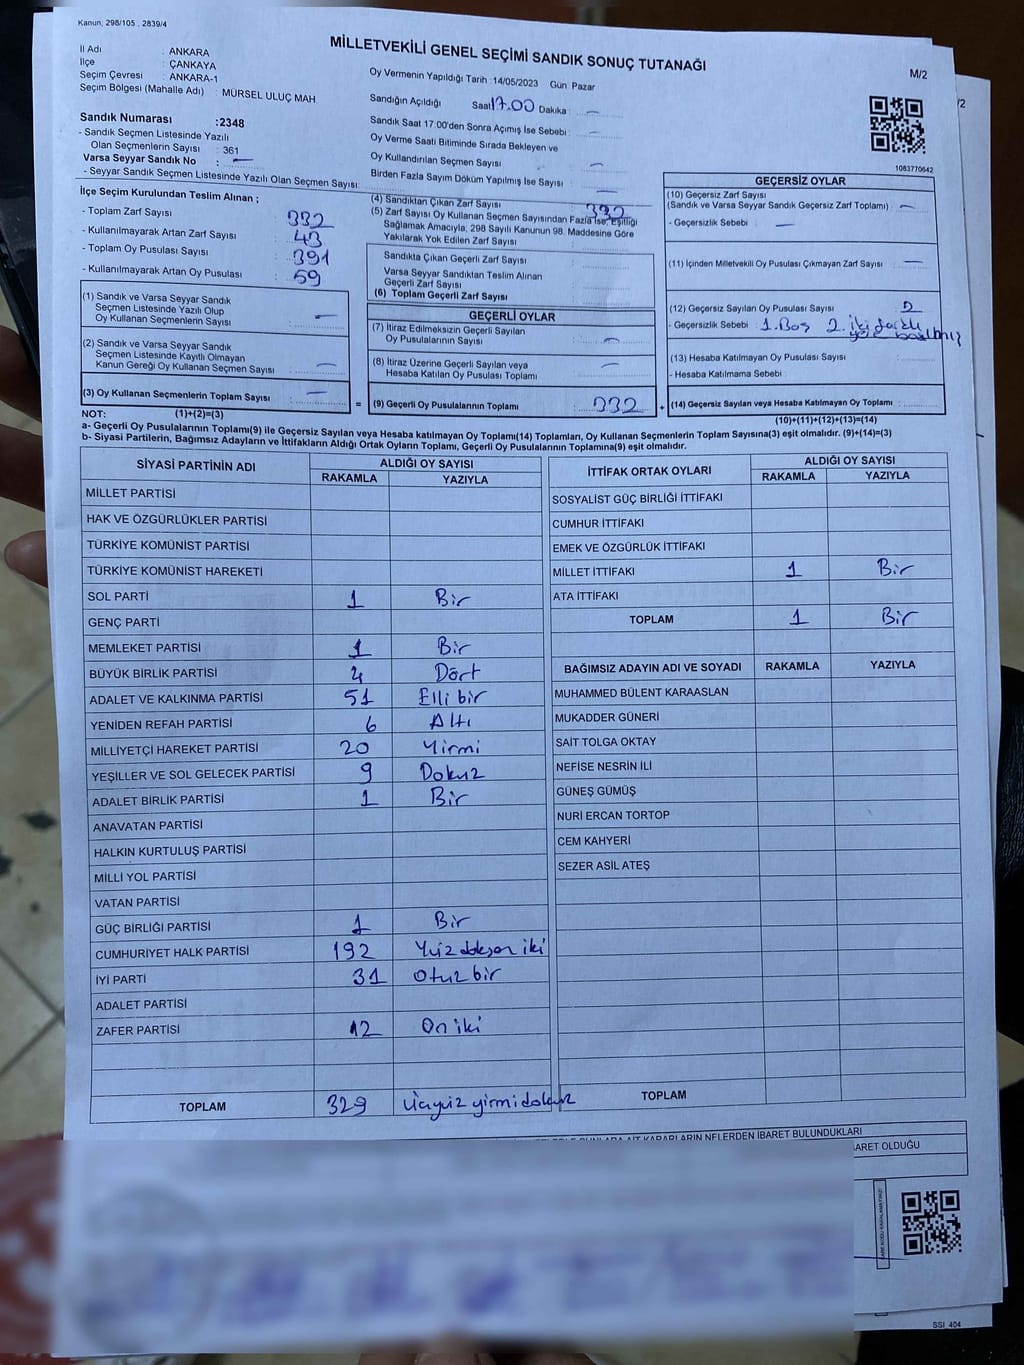 Kanun; 298/105 , 2839/4
MİLLETVEKİLİ GENEL SEÇİMİ SANDIK SONUÇ TUTANAĞI
M/2
/2
İl Adı : ANKARA
İlçe : ÇANKAYA
Seçim Çevresi : ANKARA-1
Seçim Bölgesi (Mahalle Adı) : MÜRSEL ULUÇ MAH
Sandık Numarası :2348
- Sandık Seçmen Listesinde Yazılı
Olan Seçmenlerin Sayısı : 361
Varsa Seyyar Sandık No : —
- Seyyar Sandık Seçmen Listesinde Yazılı Olan Seçmen Sayısı:
Oy Vermenin Yapıldığı Tarih :14/05/2023 Gün Pazar
Sandığın Açıldığı Saat 17.00 Dakika : —
Sandık Saat 17:00'den Sonra Açımış İse Sebebi : —
Oy Verme Saati Bitiminde Sırada Bekleyen ve
Oy Kullandırılan Seçmen Sayısı : —
Birden Fazla Sayım Döküm Yapılmış İse Sayısı : —
1083770642
İlçe Seçim Kurulundan Teslim Alınan ;
- Toplam Zarf Sayısı : 332
- Kullanılmayarak Artan Zarf Sayısı : 43
- Toplam Oy Pusulası Sayısı : 391
- Kullanılmayarak Artan Oy Pusulası : 59
(1) Sandık ve Varsa Seyyar Sandık
Seçmen Listesinde Yazılı Olup
Oy Kullanan Seçmenlerin Sayısı : —
(2) Sandık ve Varsa Seyyar Sandık
Seçmen Listesinde Kayıtlı Olmayan
Kanun Gereği Oy Kullanan Seçmen Sayısı : —
(3) Oy Kullanan Seçmenlerin Toplam Sayısı : —
(4) Sandıktan Çıkan Zarf Sayısı : 332
(5) Zarf Sayısı Oy Kullanan Seçmen Sayısından Fazla İse, Eşitliği
Sağlamak Amacıyla, 298 Sayılı Kanunun 98. Maddesine Göre
Yakılarak Yok Edilen Zarf Sayısı :
Sandıkta Çıkan Geçerli Zarf Sayısı :
Varsa Seyyar Sandıktan Teslim Alınan
Geçerli Zarf Sayısı :
(6) Toplam Geçerli Zarf Sayısı :
GEÇERLİ OYLAR
(7) İtiraz Edilmeksizin Geçerli Sayılan
Oy Pusulalarının Sayısı : —
(8) İtiraz Üzerine Geçerli Sayılan veya
Hesaba Katılan Oy Pusulası Toplamı : —
= (9) Geçerli Oy Pusulalarının Toplamı : 332 +
GEÇERSİZ OYLAR
(10) Geçersiz Zarf Sayısı
(Sandık ve Varsa Seyyar Sandık Geçersiz Zarf Toplamı) : —
- Geçersizlik Sebebi : —
(11) İçinden Milletvekili Oy Pusulası Çıkmayan Zarf Sayısı : —
(12) Geçersiz Sayılan Oy Pusulası Sayısı : 2
- Geçersizlik Sebebi : 1. Boş 2. iki farklı
(13) Hesaba Katılmayan Oy Pusulası Sayısı :
- Hesaba Katılmama Sebebi :
(14) Geçersiz Sayılan veya Hesaba Katılmayan Oy Toplamı :
NOT: (1)+(2)=(3)
(10)+(11)+(12)+(13)=(14)
a- Geçerli Oy Pusulalarının Toplamı(9) ile Geçersiz Sayılan veya Hesaba katılmayan Oy Toplamı(14) Toplamları, Oy Kullanan Seçmenlerin Toplam Sayısına(3) eşit olmalıdır. (9)+(14)=(3)
b- Siyasi Partilerin, Bağımsız Adayların ve İttifakların Aldığı Ortak Oyların Toplamı, Geçerli Oy Pusulalarının Toplamına(9) eşit olmalıdır.
SİYASİ PARTİNİN ADI ALDIĞI OY SAYISI
RAKAMLA YAZIYLA
MİLLET PARTİSİ
HAK VE ÖZGÜRLÜKLER PARTİSİ
TÜRKİYE KOMÜNİST PARTİSİ
TÜRKİYE KOMÜNİST HAREKETİ
SOL PARTİ 1 Bir
GENÇ PARTİ
MEMLEKET PARTİSİ 1 Bir
BÜYÜK BİRLİK PARTİSİ 4 Dört
ADALET VE KALKINMA PARTİSİ 51 Elli bir
YENİDEN REFAH PARTİSİ 6 Altı
MİLLİYETÇİ HAREKET PARTİSİ 20 Yirmi
YEŞİLLER VE SOL GELECEK PARTİSİ 9 Dokuz
ADALET BİRLİK PARTİSİ 1 Bir
ANAVATAN PARTİSİ
HALKIN KURTULUŞ PARTİSİ
MİLLİ YOL PARTİSİ
VATAN PARTİSİ
GÜÇ BİRLİĞİ PARTİSİ 1 Bir
CUMHURİYET HALK PARTİSİ 192 Yüz doksan iki
İYİ PARTİ 31 Otuz bir
ADALET PARTİSİ
ZAFER PARTİSİ 12 On iki
TOPLAM 329 Üçyüz yirmi dokuz
İTTİFAK ORTAK OYLARI ALDIĞI OY SAYISI
RAKAMLA YAZIYLA
SOSYALİST GÜÇ BİRLİĞİ İTTİFAKI
CUMHUR İTTİFAKI
EMEK VE ÖZGÜRLÜK İTTİFAKI
MİLLET İTTİFAKI 1 Bir
ATA İTTİFAKI
TOPLAM 1 Bir
BAĞIMSIZ ADAYIN ADI VE SOYADI RAKAMLA YAZIYLA
MUHAMMED BÜLENT KARAASLAN
MUKADDER GÜNERİ
SAİT TOLGA OKTAY
NEFİSE NESRİN İLİ
GÜNEŞ GÜMÜŞ
NURİ ERCAN TORTOP
CEM KAHYERİ
SEZER ASİL ATEŞ
TOPLAM
KARARLARIN NELERDEN İBARET BULUNDUKLARI
ARET OLDUĞU
SSI 404